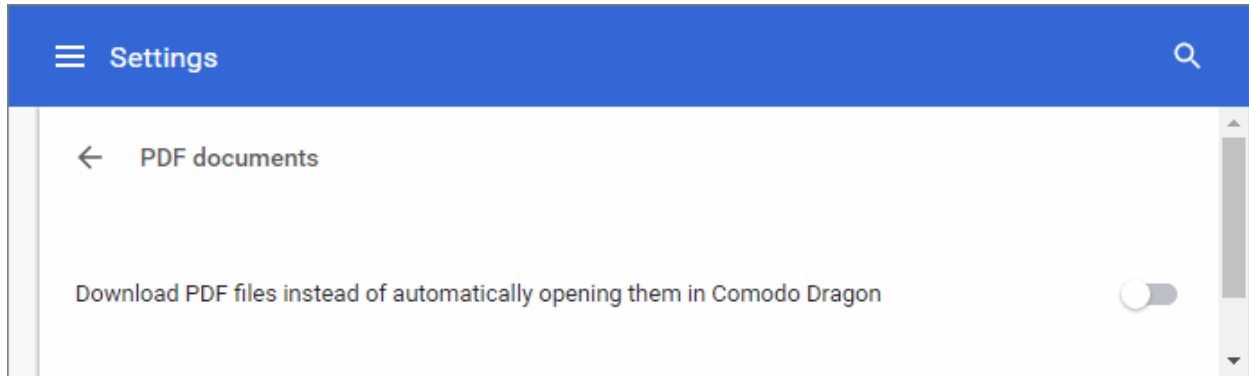 Settings
PDF documents
Download PDF files instead of automatically opening them in Comodo Dragon